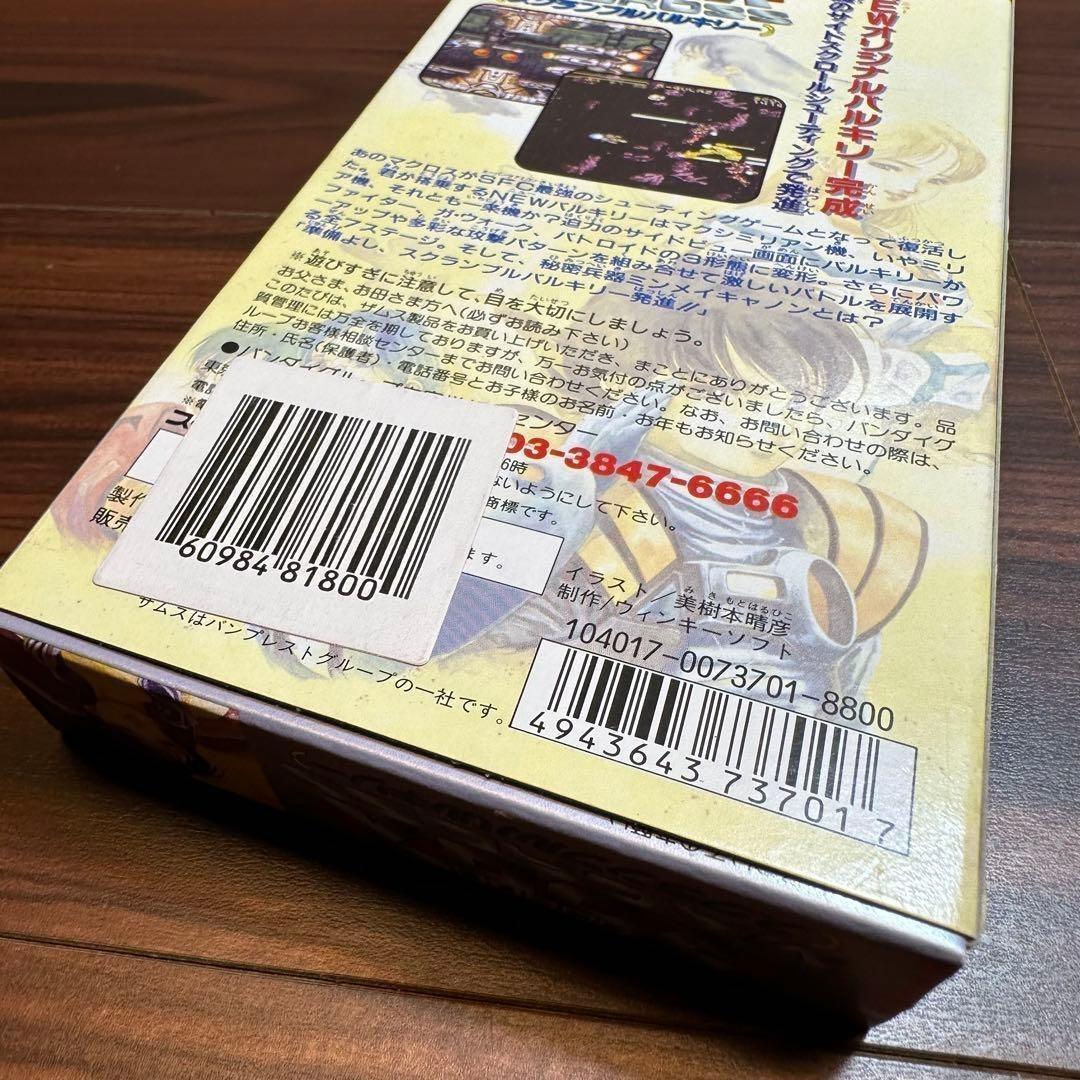 スクランブルバルキリー
EWオリジナルバルキリー完成
のサイドスクロールシューティングで発進
あのマクロスがSFC最強のシューティングゲームとなって復活し
た。君が搭乗するNEWバルキリーはマクシミリアン機、いやミリ
ア機、それとも一条機か?迫力のサイドビュー画面にバルキリーが
ファイター、ガウォーク、バトロイドの3形態に変形。さらにパワ
ーアップや多彩な攻撃パターンを組み合せて激しいバトルを展開す
る全7ステージ。そして、秘密兵器ミンメイキャノンとは?
「準備よし、スクランブルバルキリー発進!!」
※遊びすぎに注意して、目を大切にしましょう。
お父さま、お母さま方へ(必ずお読み下さい)
このたびは、ザムス製品をお買い上げいただき、まことにありがとうございます。品
質管理には万全を期しておりますが、万一お気付の点がございましたら、バンダイグ
ループお客様相談センターまでお問い合わせください。なお、お問い合わせの際は、
住所・氏名(保護者)・電話番号とお子様のお名前・お年もお知らせください。
●バンダイグループ
センター
東京
電話
03-3847-6666
6時
ないようにして下さい。
商標です。
製作
ます。
販売
60984 81800
イラスト/美樹本晴彦
制作/ウィンキーソフト
ザムスはバンプレストグループの一社です。
104017-0073701-8800
4943643737017